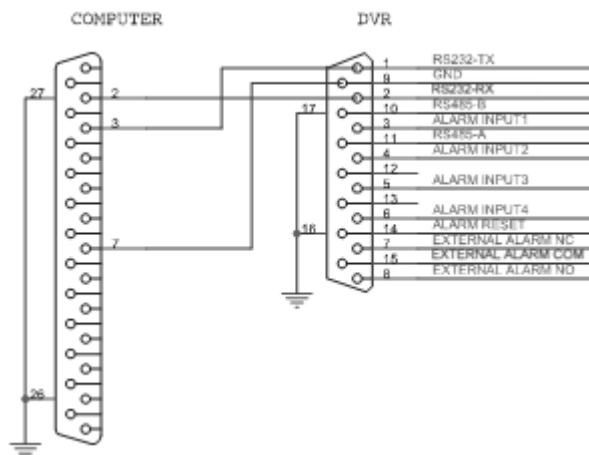 COMPUTER DVR
1 RS232-TX
9 GND
27 2 2 RS232-RX
17 10 RS485-B
3 3 ALARM INPUT1
11 RS485-A
4 ALARM INPUT2
12
5 ALARM INPUT3
13
6 ALARM INPUT4
16 14 ALARM RESET
7 7 EXTERNAL ALARM NC
15 EXTERNAL ALARM COM
8 EXTERNAL ALARM NO
26